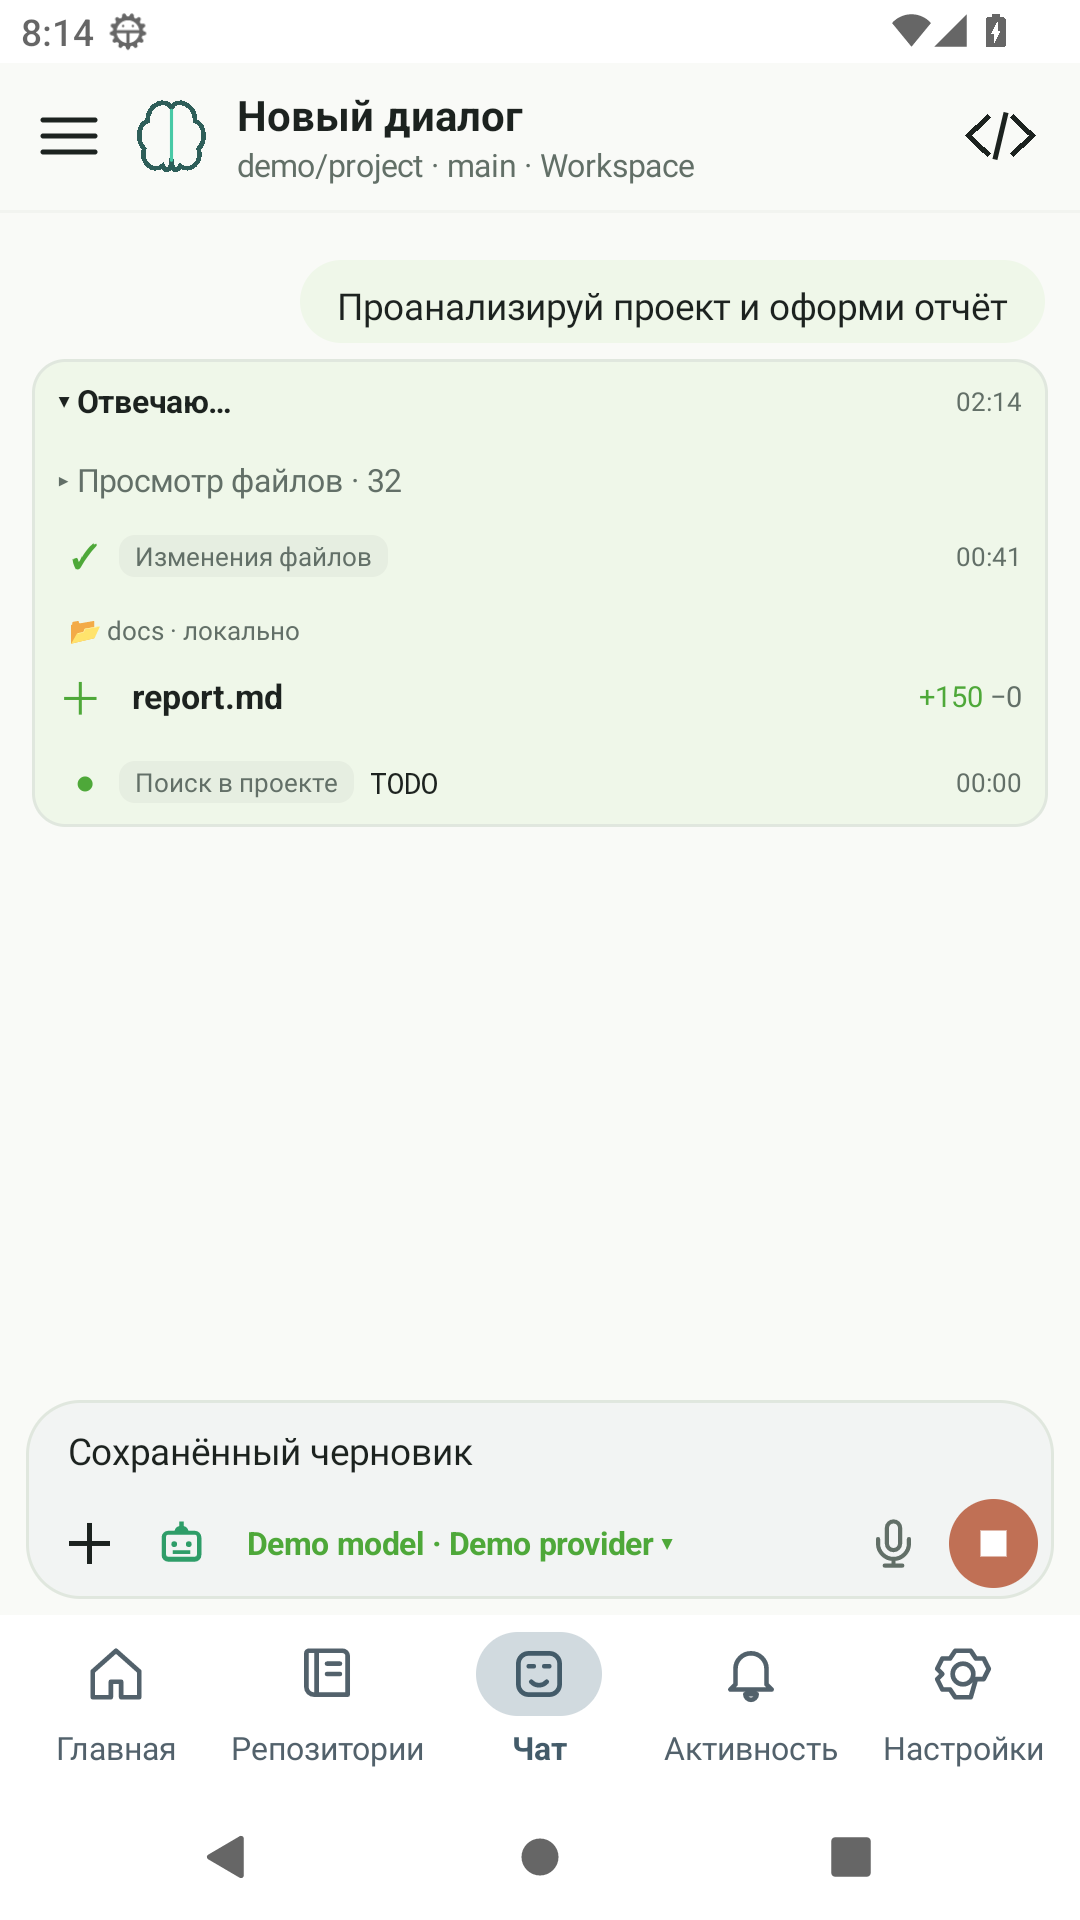 8:14
Новый диалог
demo/project · main · Workspace
Проанализируй проект и оформи отчёт
▾ Отвечаю… 02:14
▸ Просмотр файлов · 32
✓ Изменения файлов 00:41
📂 docs · локально
+ report.md +150 −0
● Поиск в проекте TODO 00:00
Сохранённый черновик
Demo model · Demo provider ▾
Главная Репозитории Чат Активность Настройки